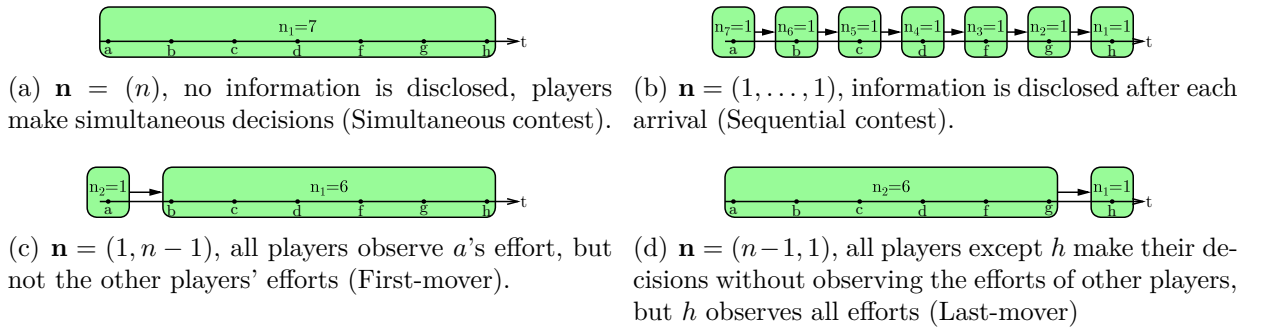 n₁=7
a b c d f g h t
(a) n = (n), no information is disclosed, players
make simultaneous decisions (Simultaneous contest).
n₇=1 n₆=1 n₅=1 n₄=1 n₃=1 n₂=1 n₁=1
a b c d f g h t
(b) n = (1, . . . , 1), information is disclosed after each
arrival (Sequential contest).
n₂=1 n₁=6
a b c d f g h t
(c) n = (1, n − 1), all players observe a's effort, but
not the other players' efforts (First-mover).
n₂=6 n₁=1
a b c d f g h t
(d) n = (n−1, 1), all players except h make their de-
cisions without observing the efforts of other players,
but h observes all efforts (Last-mover)